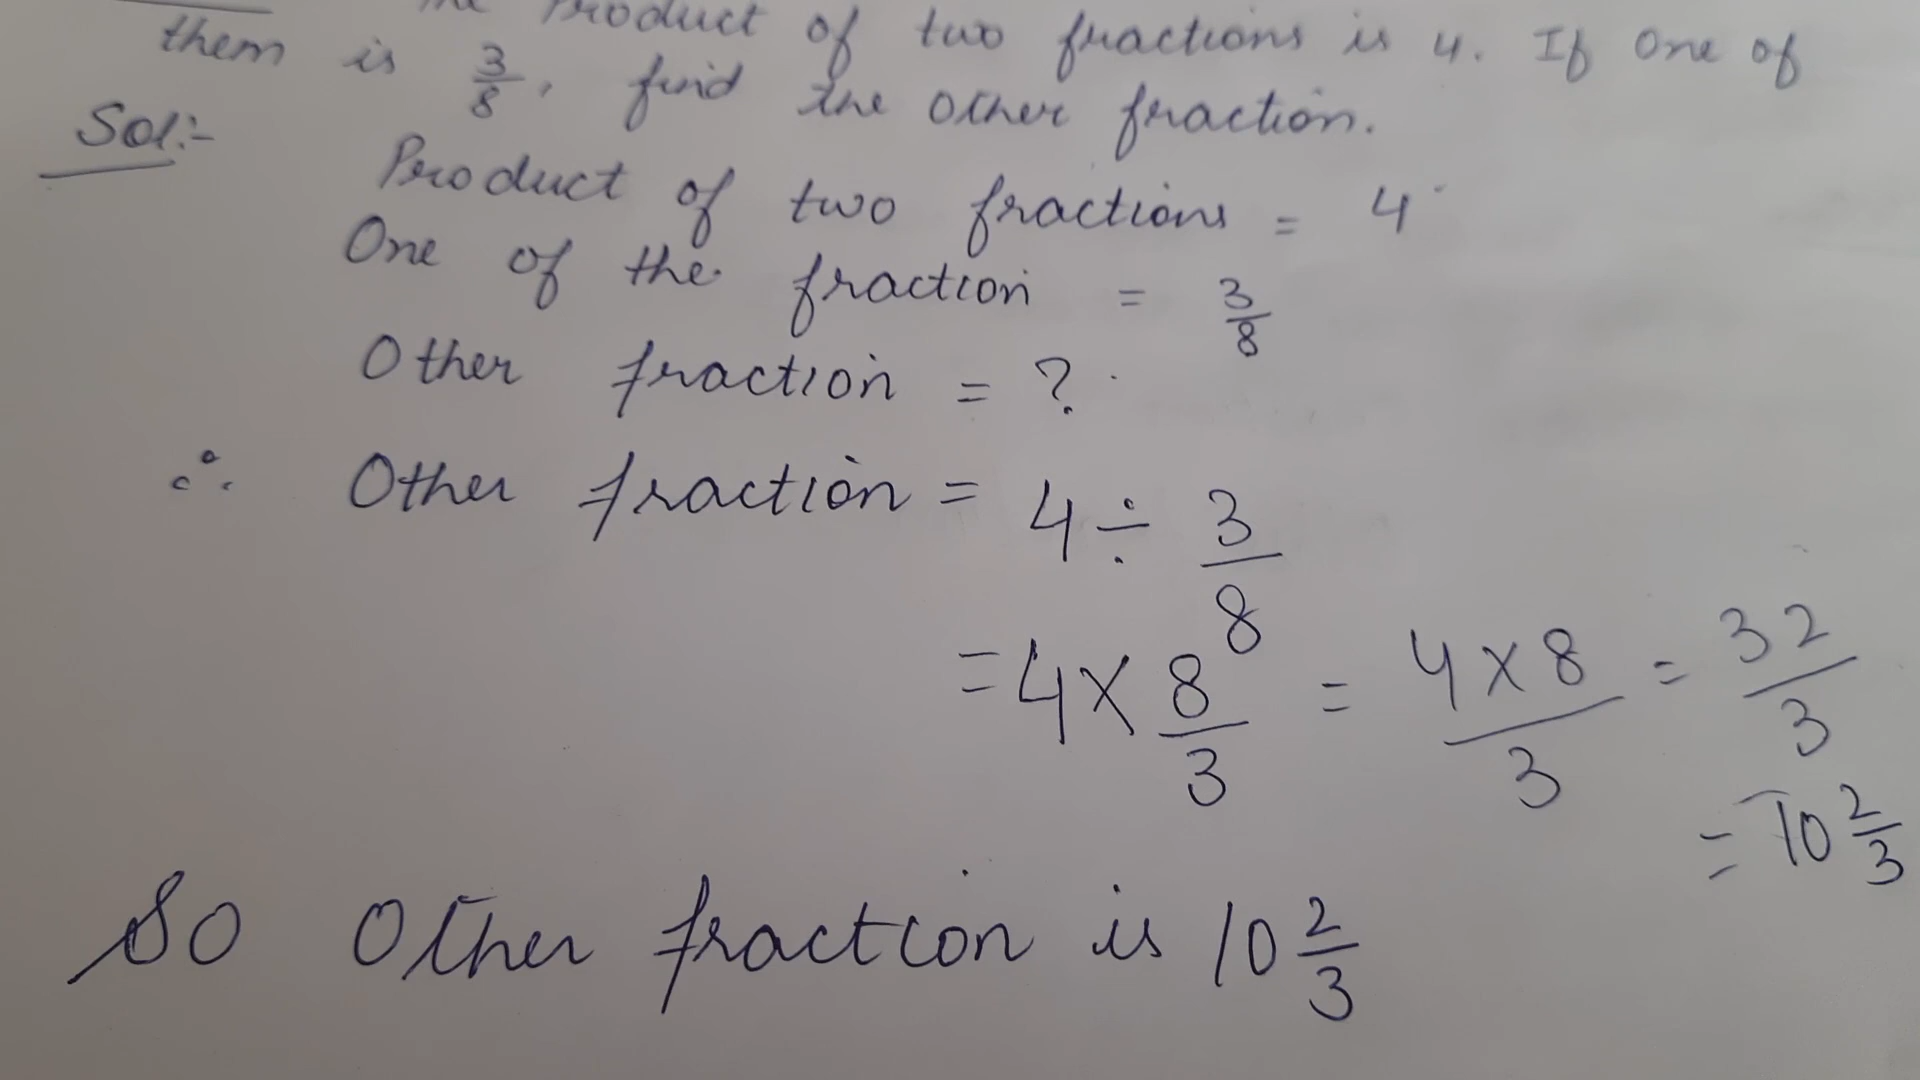 Product of two fractions is 4. If one of
them is 3/8, find the other fraction.
Sol:-
Product of two fractions = 4
One of the fraction = 3/8
Other fraction = ?
∴ Other fraction = 4 ÷ 3/8
= 4 × 8/3 = 4 × 8/3 = 32/3
= 10 2/3
So Other fraction is 10 2/3